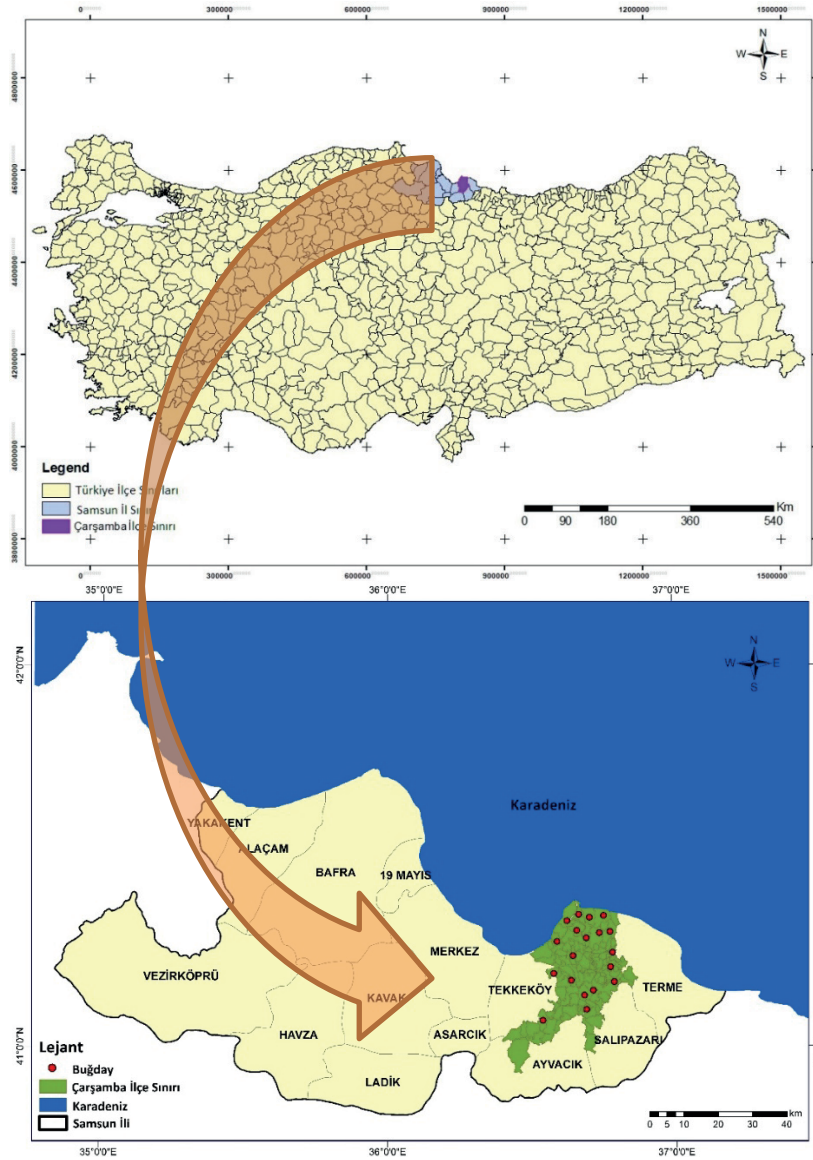 0 300000 600000 900000 1200000 1500000
N
W E
S
4800000
4600000
4400000
4200000
4000000
3800000
Legend
Türkiye İlçe Sınırları
Samsun İl Sınırı
Çarşamba İlçe Sınırı
Km
0 90 180 360 540
0 300000 600000 900000 1200000 1500000
35°0'0"E 36°0'0"E 37°0'0"E
42°0'0"N
41°0'0"N
N
W E
S
Karadeniz
YAKAKENT
ALAÇAM
BAFRA
19 MAYIS
MERKEZ
VEZİRKÖPRÜ
TEKKEKÖY
TERME
KAVAK
HAVZA
ASARCIK
SALIPAZARI
AYVACIK
LADİK
Lejant
Buğday
Çarşamba İlçe Sınırı
Karadeniz
Samsun İli
km
0 5 10 20 30 40
35°0'0"E 36°0'0"E 37°0'0"E